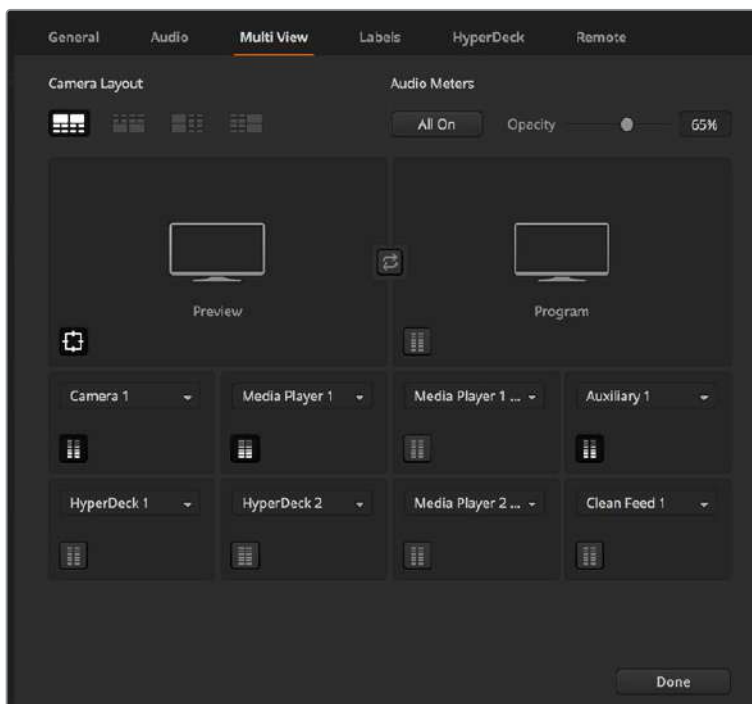 General Audio Multi View Labels HyperDeck Remote
Camera Layout Audio Meters
All On Opacity 65%
Preview Program
Camera 1 Media Player 1 Media Player 1 ... Auxiliary 1
HyperDeck 1 HyperDeck 2 Media Player 2 ... Clean Feed 1
Done